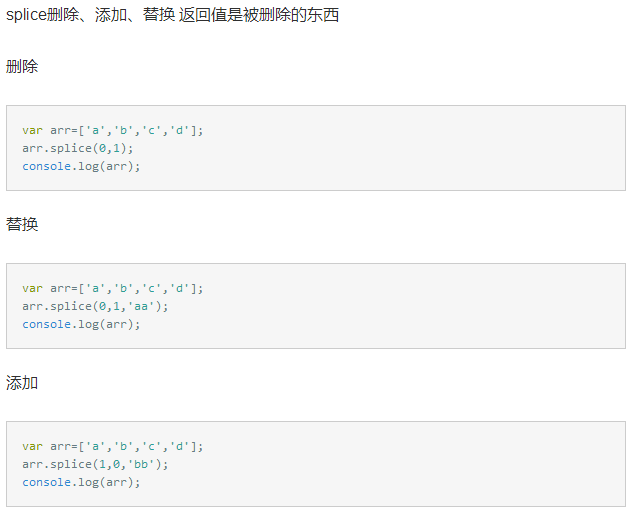 splice删除、添加、替换 返回值是被删除的东西
删除
var arr=['a','b','c','d'];
arr.splice(0,1);
console.log(arr);
替换
var arr=['a','b','c','d'];
arr.splice(0,1,'aa');
console.log(arr);
添加
var arr=['a','b','c','d'];
arr.splice(1,0,'bb');
console.log(arr);